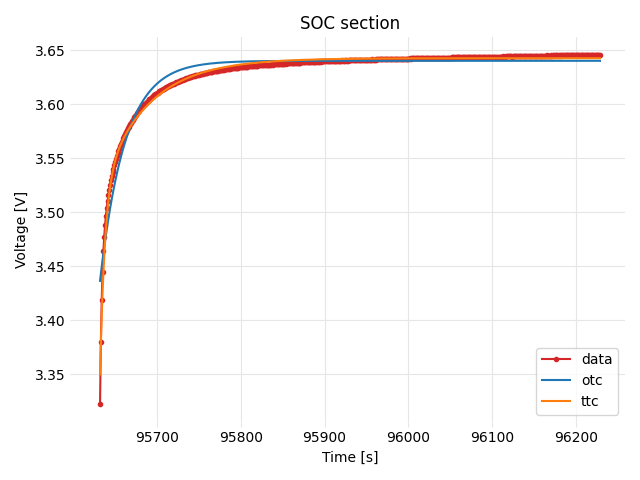 SOC section
3.65
3.60
3.55
3.50
3.45
3.40
3.35
Voltage [V]
data
otc
ttc
95700 95800 95900 96000 96100 96200
Time [s]